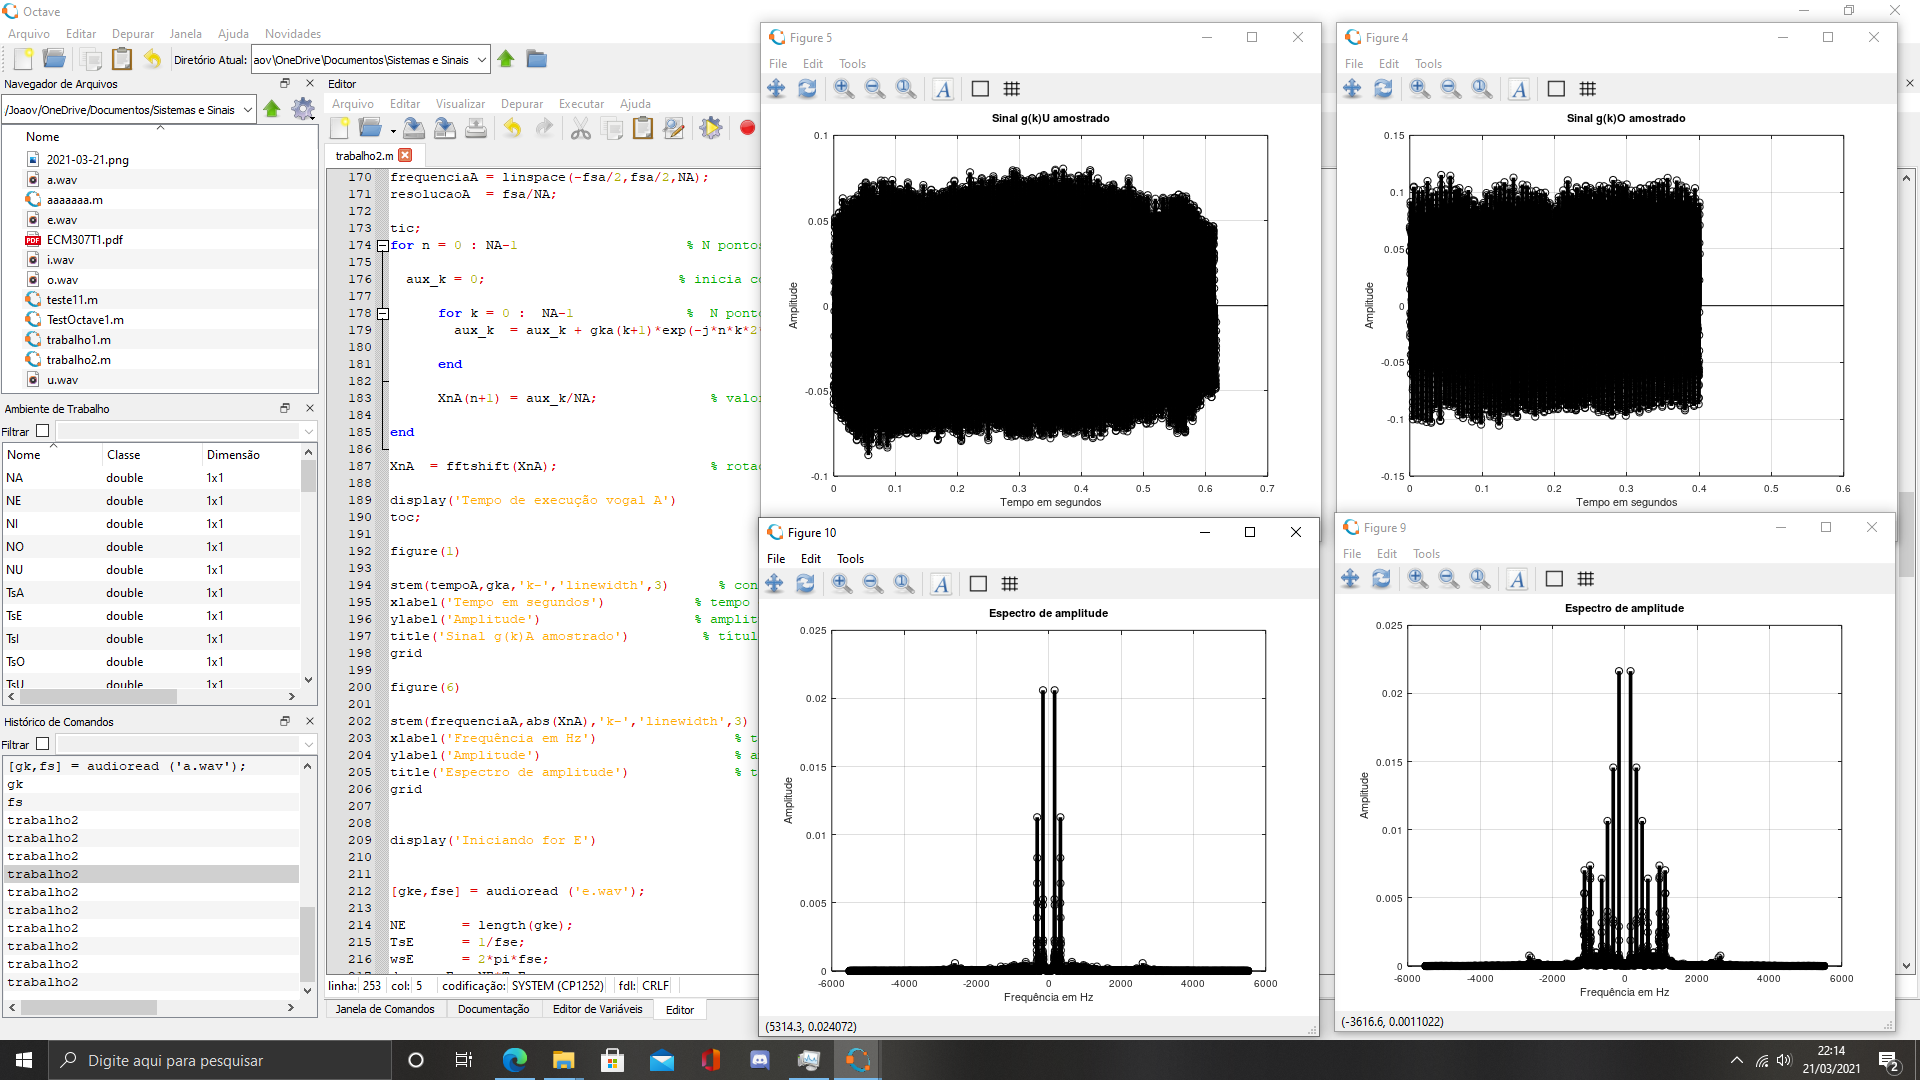 Octave
Arquivo Editar Depurar Janela Ajuda Novidades
Diretório Atual: aov\OneDrive\Documentos\Sistemas e Sinais
Navegador de Arquivos
/Joaov/OneDrive/Documentos/Sistemas e Sinais
Nome
2021-03-21.png
a.wav
aaaaaaa.m
e.wav
ECM307T1.pdf
i.wav
o.wav
teste11.m
TestOctave1.m
trabalho1.m
trabalho2.m
u.wav
Ambiente de Trabalho
Filtrar
Nome Classe Dimensão
NA double 1x1
NE double 1x1
NI double 1x1
NO double 1x1
NU double 1x1
TsA double 1x1
TsE double 1x1
TsI double 1x1
TsO double 1x1
TsU double 1x1
Histórico de Comandos
Filtrar
[gk,fs] = audioread ('a.wav');
gk
fs
trabalho2
trabalho2
trabalho2
trabalho2
trabalho2
trabalho2
trabalho2
trabalho2
trabalho2
trabalho2
Editor
Arquivo Editar Visualizar Depurar Executar Ajuda
trabalho2.m
170 frequenciaA = linspace(-fsa/2,fsa/2,NA);
171 resolucaoA  = fsa/NA;
172
173 tic;
174 for n = 0 : NA-1 % N pontos
175
176 aux_k = 0; % inicia co
177
178 for k = 0 :  NA-1 %  N ponto
179 aux_k  = aux_k + gka(k+1)*exp(-j*n*k*2*
180
181 end
182
183 XnA(n+1) = aux_k/NA; % valor
184
185 end
186
187 XnA  = fftshift(XnA); % rotac
188
189 display('Tempo de execução vogal A')
190 toc;
191
192 figure(1)
193
194 stem(tempoA,gka,'k-','linewidth',3) % con
195 xlabel('Tempo em segundos') % tempo
196 ylabel('Amplitude') % amplit
197 title('Sinal g(k)A amostrado') % títul
198 grid
199
200 figure(6)
201
202 stem(frequenciaA,abs(XnA),'k-','linewidth',3)
203 xlabel('Frequência em Hz') % t
204 ylabel('Amplitude') % a
205 title('Espectro de amplitude') % t
206 grid
207
208
209 display('Iniciando for E')
210
211
212 [gke,fse] = audioread ('e.wav');
213
214 NE = length(gke);
215 TsE = 1/fse;
216 wsE = 2*pi*fse;
linha: 253 col: 5 codificação: SYSTEM (CP1252) fdl: CRLF
Janela de Comandos Documentação Editor de Variáveis Editor
Figure 5
File Edit Tools
Sinal g(k)U amostrado
0.1
0.05
0
-0.05
-0.1
Amplitude
0 0.1 0.2 0.3 0.4 0.5 0.6 0.7
Tempo em segundos
Figure 4
File Edit Tools
Sinal g(k)O amostrado
0.15
0.1
0.05
0
-0.05
-0.1
-0.15
Amplitude
0 0.1 0.2 0.3 0.4 0.5 0.6
Tempo em segundos
Figure 10
File Edit Tools
Espectro de amplitude
0.025
0.02
0.015
0.01
0.005
0
Amplitude
-6000 -4000 -2000 0 2000 4000 6000
Frequência em Hz
(5314.3, 0.024072)
Figure 9
File Edit Tools
Espectro de amplitude
0.025
0.02
0.015
0.01
0.005
0
Amplitude
-6000 -4000 -2000 0 2000 4000 6000
Frequência em Hz
(-3616.6, 0.0011022)
Digite aqui para pesquisar
22:14
21/03/2021
2